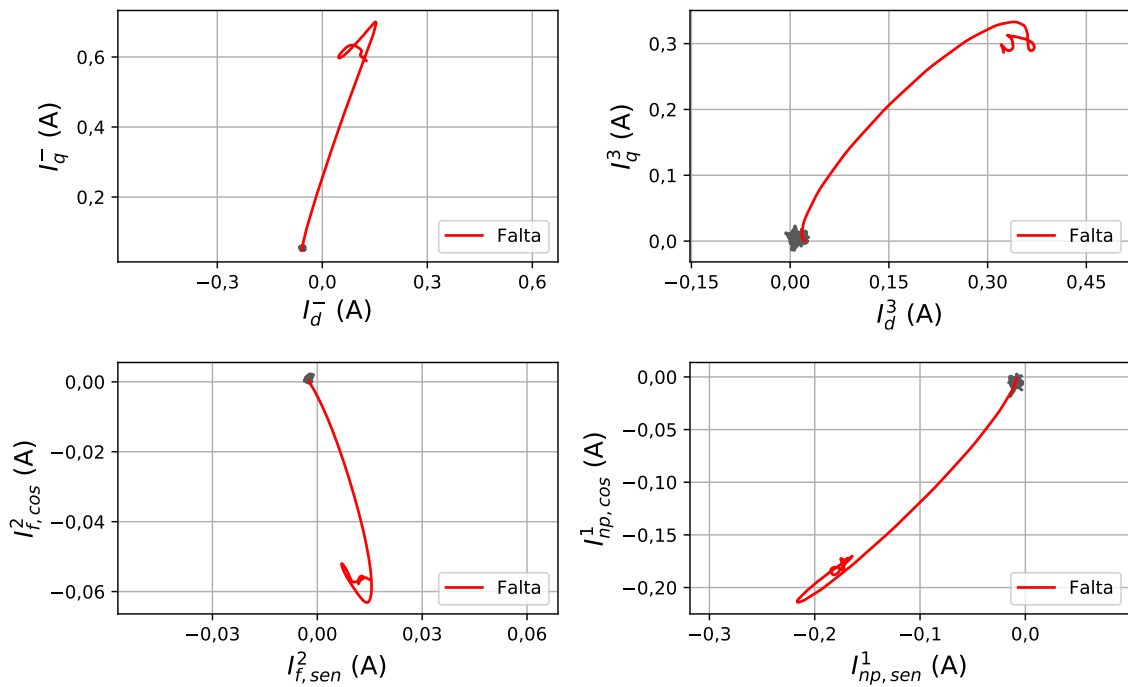 0,6
0,4
0,2
I_q^- (A)
Falta
−0,3 0,0 0,3 0,6
I_d^- (A)
0,3
0,2
0,1
0,0
I_q^3 (A)
Falta
−0,15 0,00 0,15 0,30 0,45
I_d^3 (A)
0,00
−0,02
−0,04
−0,06
I_{f,cos}^2 (A)
Falta
−0,03 0,00 0,03 0,06
I_{f,sen}^2 (A)
0,00
−0,05
−0,10
−0,15
−0,20
I_{np,cos}^1 (A)
Falta
−0,3 −0,2 −0,1 0,0
I_{np,sen}^1 (A)